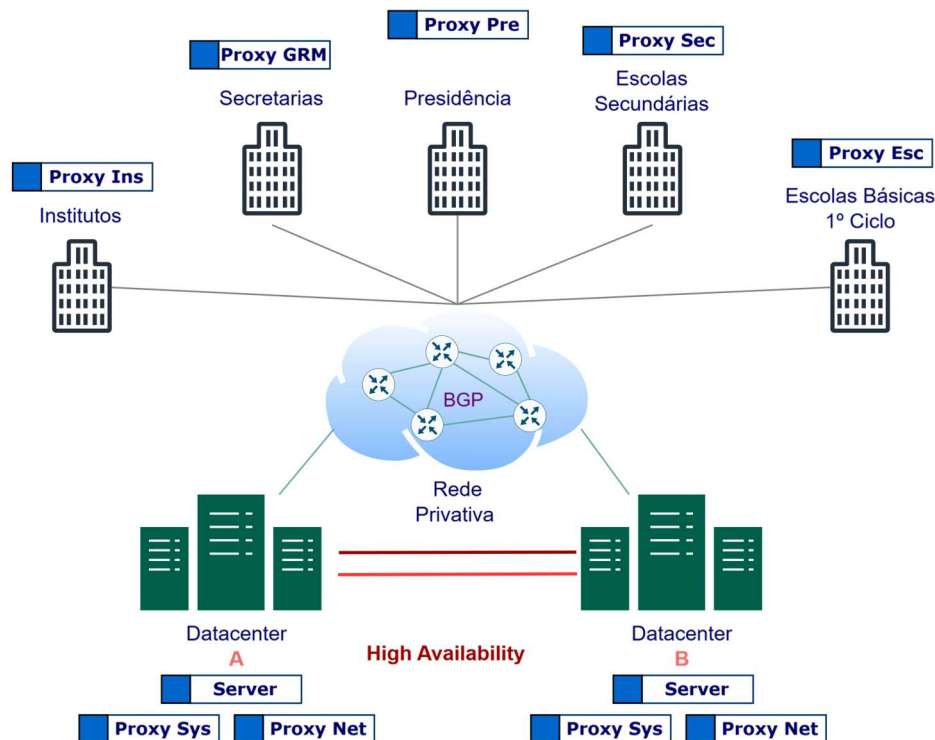 Proxy Pre
Proxy GRM
Proxy Sec
Secretarias
Presidência
Escolas
Secundárias
Proxy Ins
Proxy Esc
Institutos
Escolas Básicas
1º Ciclo
BGP
Rede
Privativa
Datacenter
A
High Availability
Datacenter
B
Server
Server
Proxy Sys
Proxy Net
Proxy Sys
Proxy Net